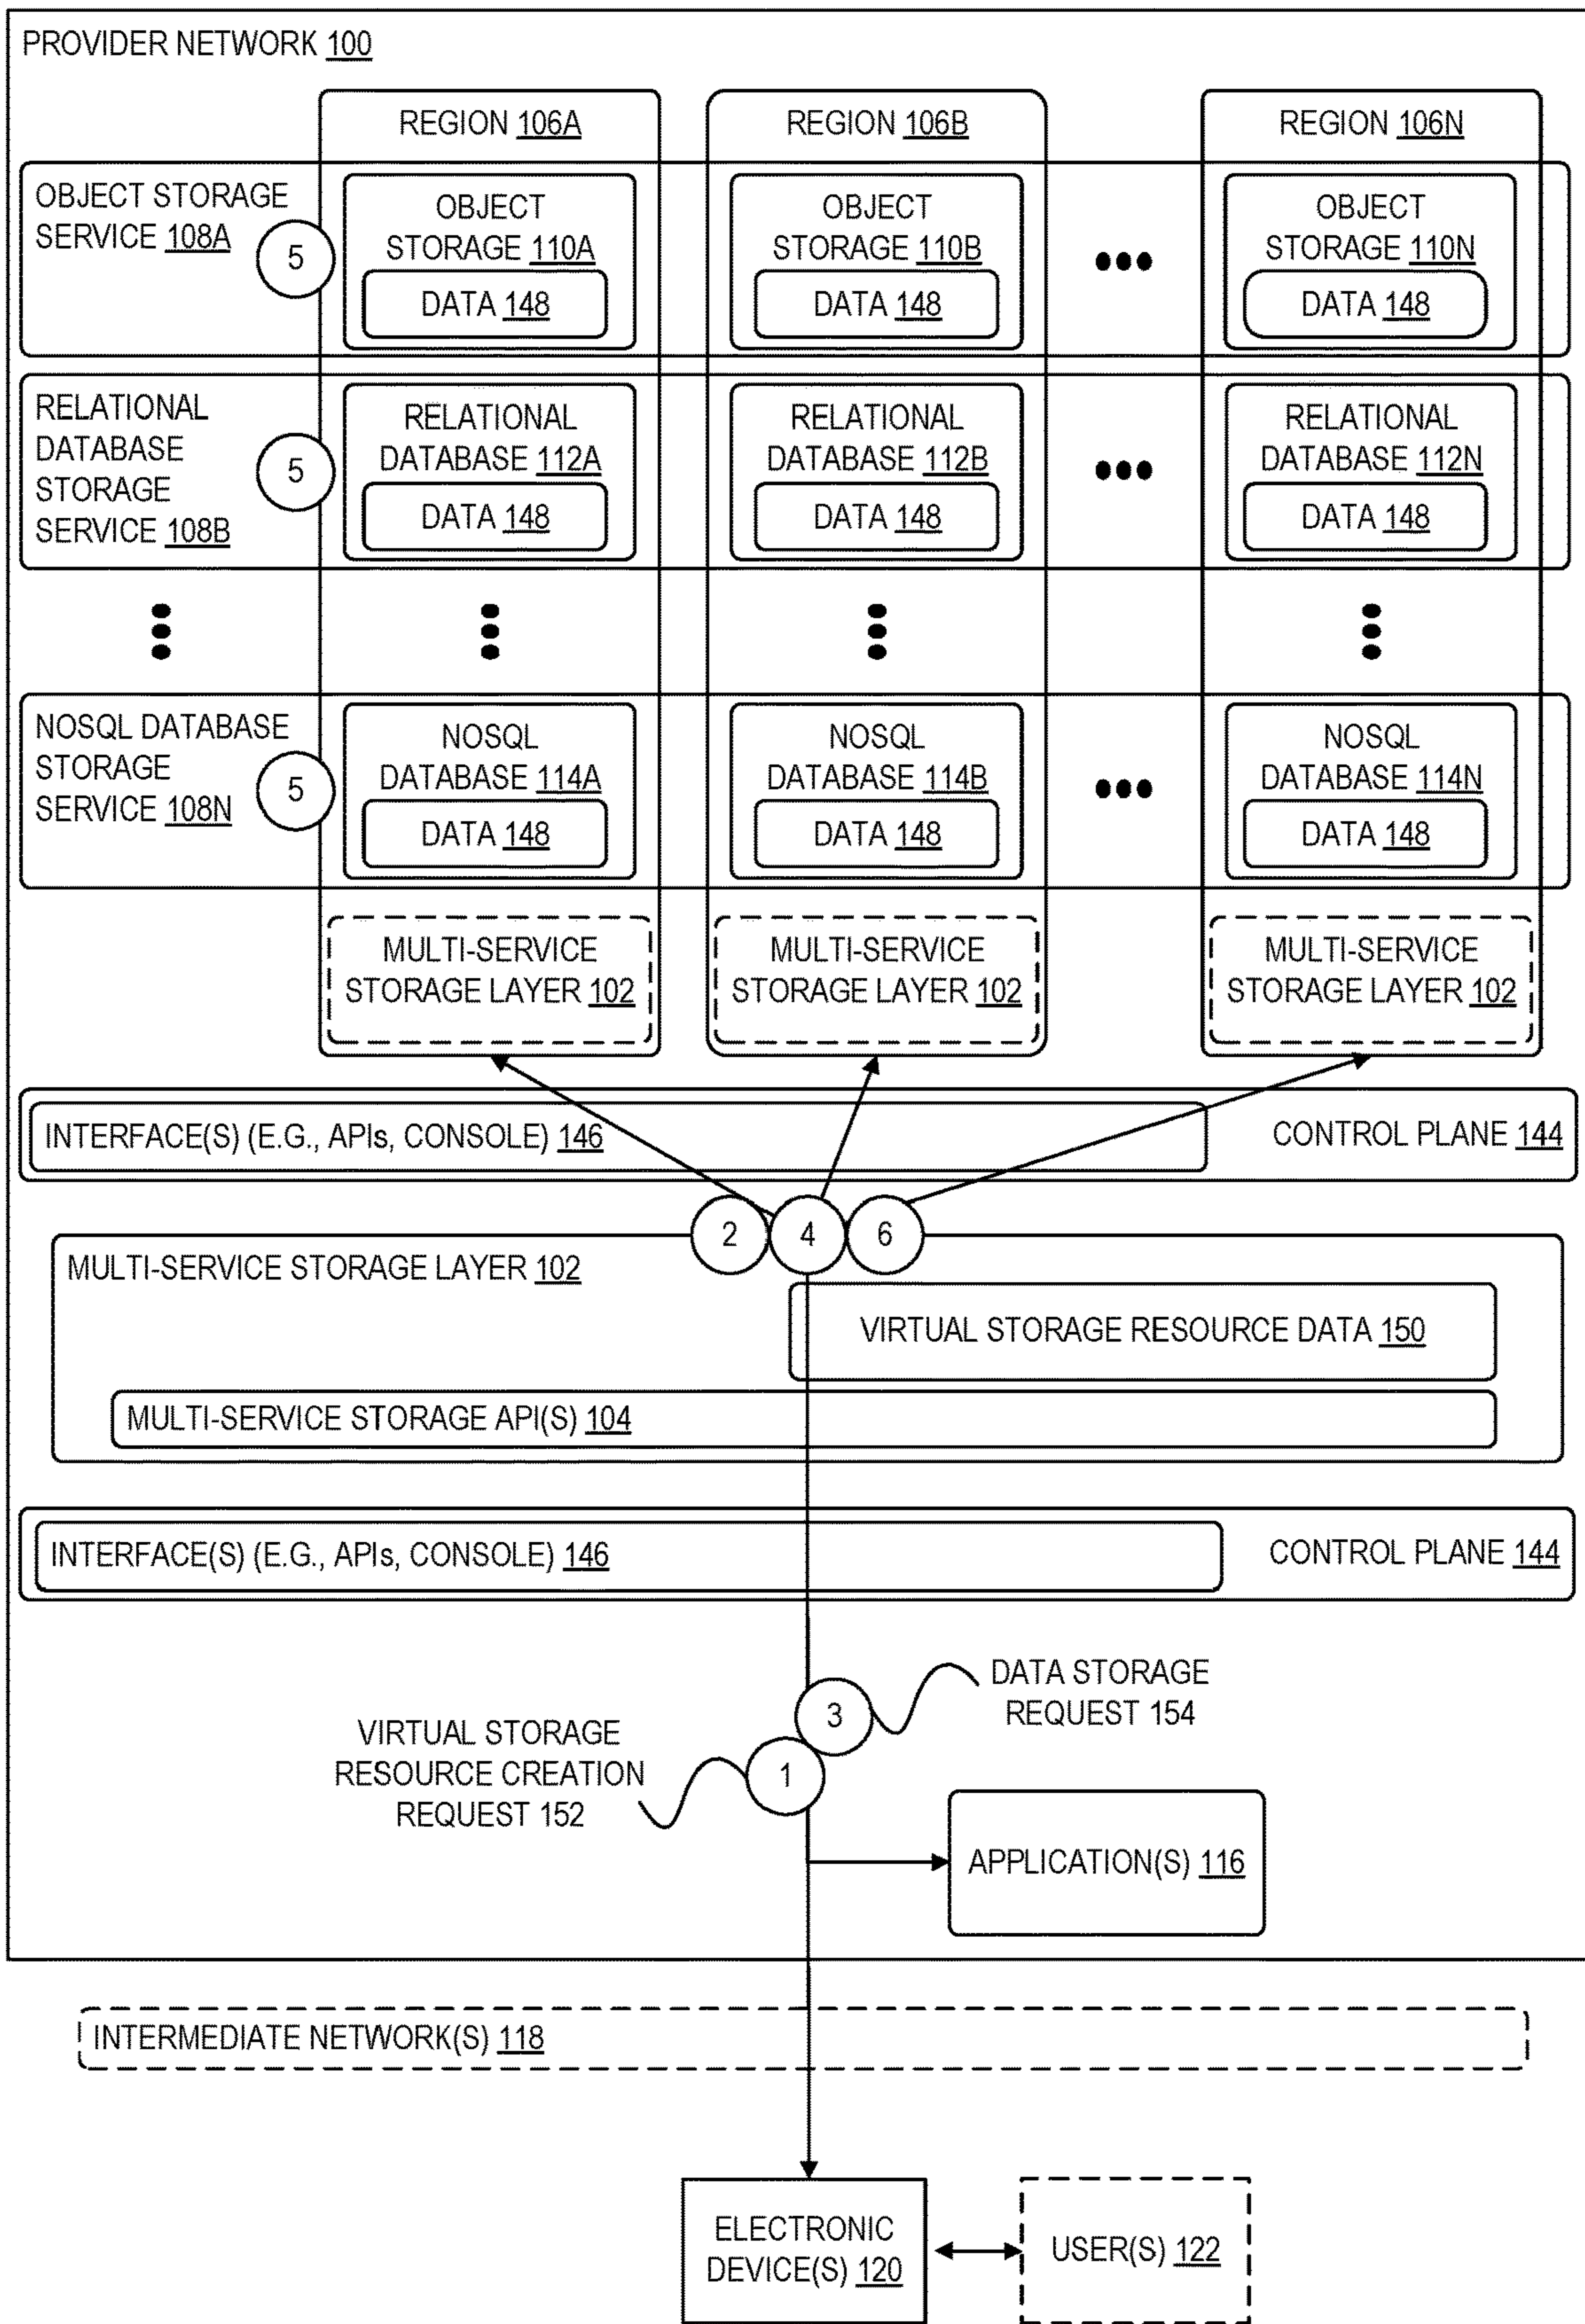 PROVIDER NETWORK 100
REGION 106A
REGION 106B
REGION 106N
OBJECT STORAGE
SERVICE 108A
5
OBJECT
STORAGE 110A
DATA 148
OBJECT
STORAGE 110B
DATA 148
OBJECT
STORAGE 110N
DATA 148
RELATIONAL
DATABASE
STORAGE
SERVICE 108B
5
RELATIONAL
DATABASE 112A
DATA 148
RELATIONAL
DATABASE 112B
DATA 148
RELATIONAL
DATABASE 112N
DATA 148
NOSQL DATABASE
STORAGE
SERVICE 108N
5
NOSQL
DATABASE 114A
DATA 148
NOSQL
DATABASE 114B
DATA 148
NOSQL
DATABASE 114N
DATA 148
MULTI-SERVICE
STORAGE LAYER 102
MULTI-SERVICE
STORAGE LAYER 102
MULTI-SERVICE
STORAGE LAYER 102
INTERFACE(S) (E.G., APIs, CONSOLE) 146
CONTROL PLANE 144
2
4
6
MULTI-SERVICE STORAGE LAYER 102
VIRTUAL STORAGE RESOURCE DATA 150
MULTI-SERVICE STORAGE API(S) 104
INTERFACE(S) (E.G., APIs, CONSOLE) 146
CONTROL PLANE 144
DATA STORAGE
REQUEST 154
3
VIRTUAL STORAGE
RESOURCE CREATION
REQUEST 152
1
APPLICATION(S) 116
INTERMEDIATE NETWORK(S) 118
ELECTRONIC
DEVICE(S) 120
USER(S) 122